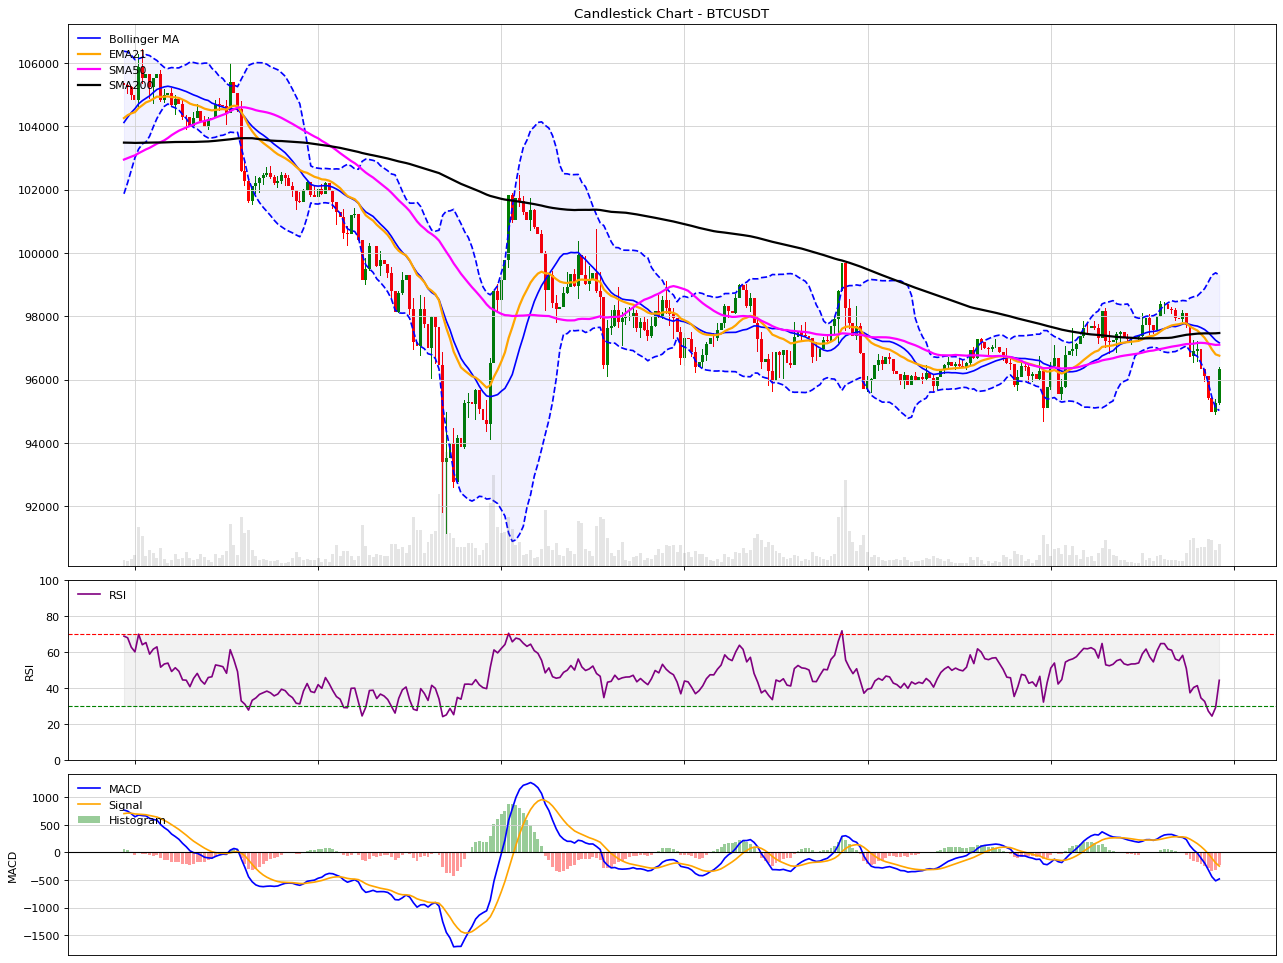 Candlestick Chart - BTCUSDT
Bollinger MA
EMA21
SMA50
SMA200
106000
104000
102000
100000
98000
96000
94000
92000
RSI
RSI
100
80
60
40
20
0
MACD
Signal
Histogram
MACD
1000
500
0
−500
−1000
−1500